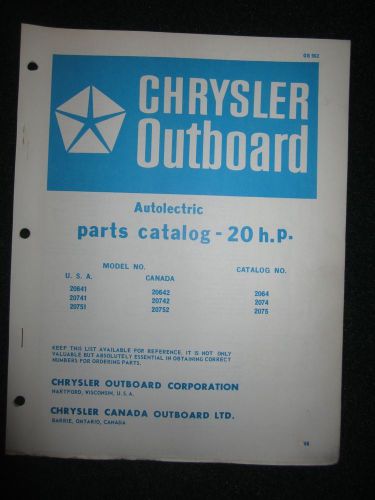 OB 952
CHRYSLER
Outboard
Autolectric
parts catalog - 20 h.p.
MODEL NO. CATALOG NO.
U. S. A. CANADA
20641 20642 2064
20741 20742 2074
20751 20752 2075
KEEP THIS LIST AVAILABLE FOR REFERENCE. IT IS NOT ONLY
VALUABLE BUT ABSOLUTELY ESSENTIAL IN OBTAINING CORRECT
NUMBERS FOR ORDERING PARTS.
CHRYSLER OUTBOARD CORPORATION
HARTFORD, WISCONSIN, U. S. A.
CHRYSLER CANADA OUTBOARD LTD.
BARRIE, ONTARIO, CANADA